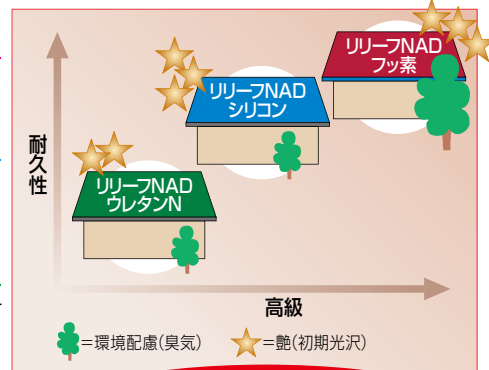 リリーフNAD
フッ素
リリーフNAD
シリコン
リリーフNAD
ウレタンN
耐久性
高級
=環境配慮(臭気)
=艶(初期光沢)